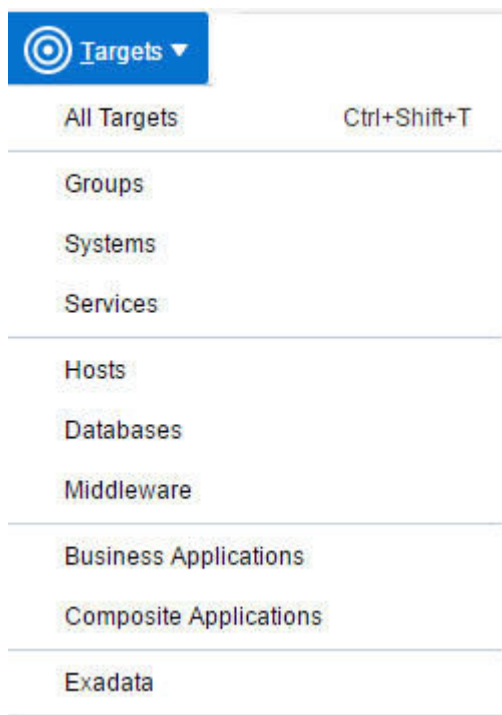 Targets
All Targets Ctrl+Shift+T
Groups
Systems
Services
Hosts
Databases
Middleware
Business Applications
Composite Applications
Exadata